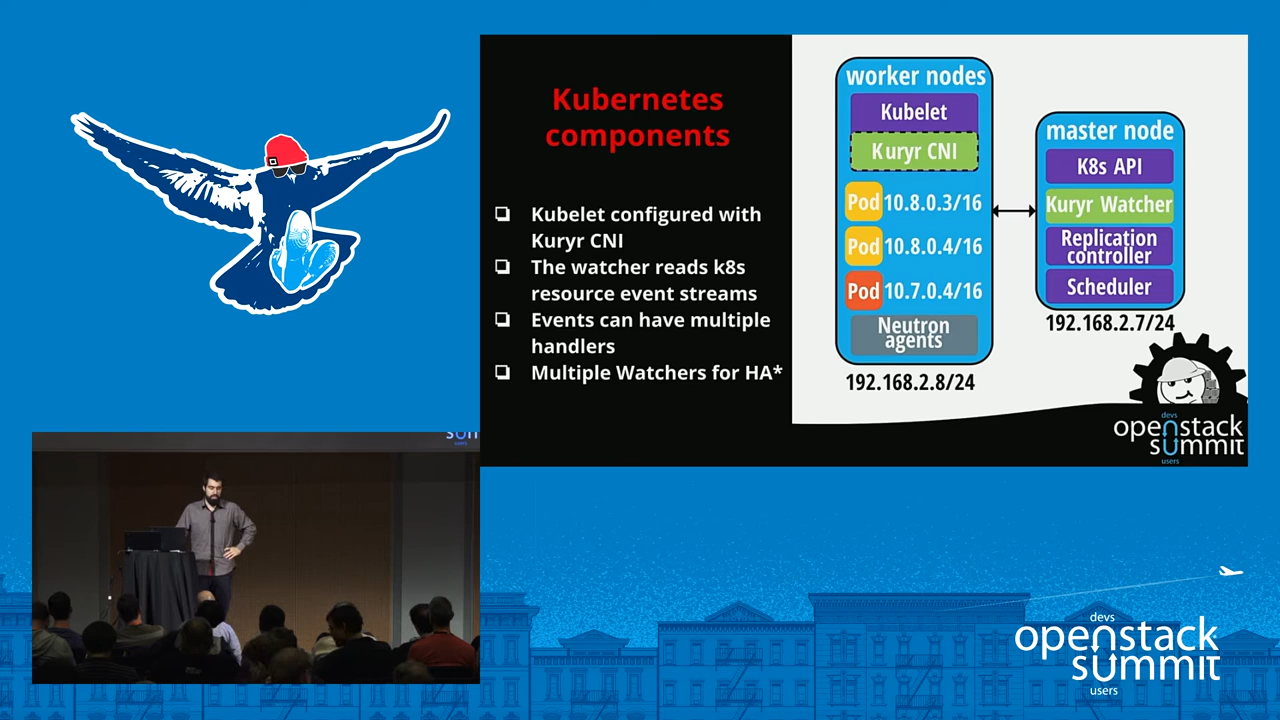 Kubernetes
components
❏ Kubelet configured with
Kuryr CNI
❏ The watcher reads k8s
resource event streams
❏ Events can have multiple
handlers
❏ Multiple Watchers for HA*
worker nodes
Kubelet
Kuryr CNI
Pod 10.8.0.3/16
Pod 10.8.0.4/16
Pod 10.7.0.4/16
Neutron
agents
192.168.2.8/24
master node
K8s API
Kuryr Watcher
Replication
controller
Scheduler
192.168.2.7/24
devs
openstack
summit
users
devs
openstack
summit
users